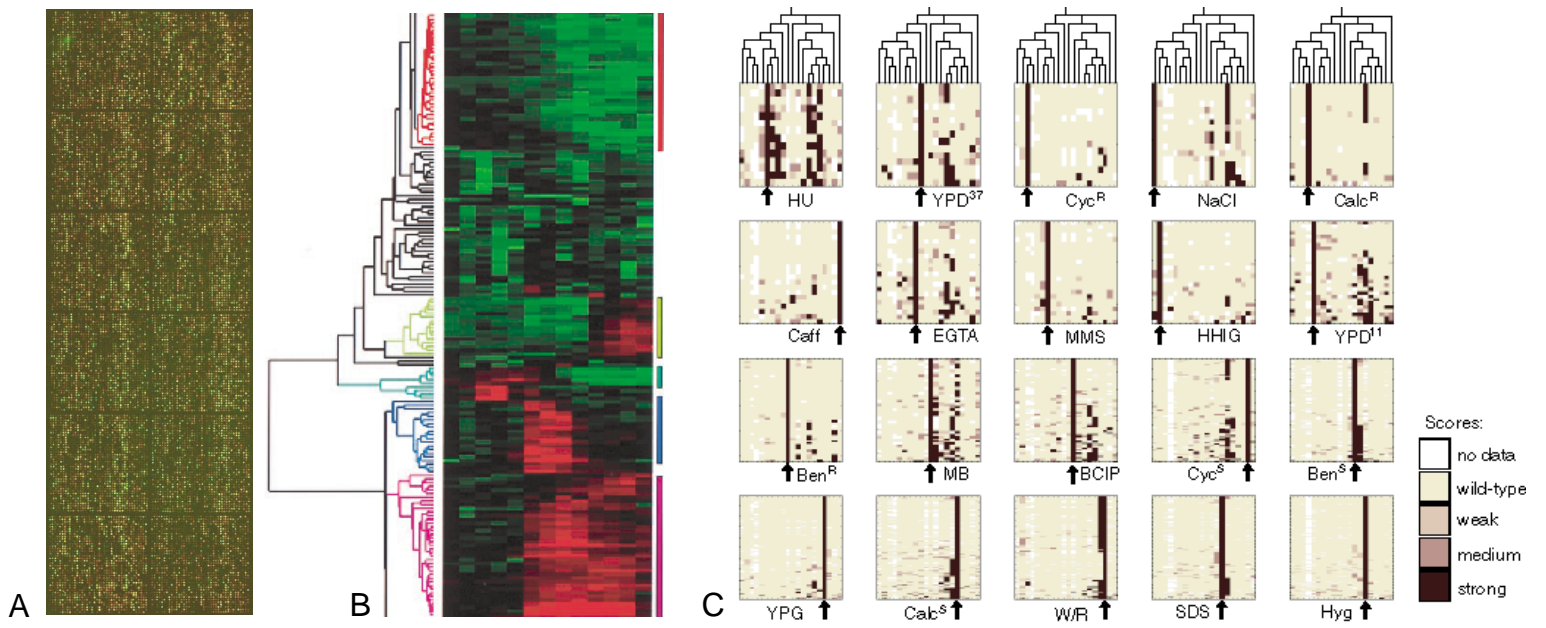 HU
YPD37
CycR
NaCl
CalcR
Caff
EGTA
MMS
HHIG
YPD11
BenR
MB
BCIP
CycS
BenS
Scores:
no data
wild-type
weak
medium
strong
YPG
CalcS
W/R
SDS
Hyg
A
B
C